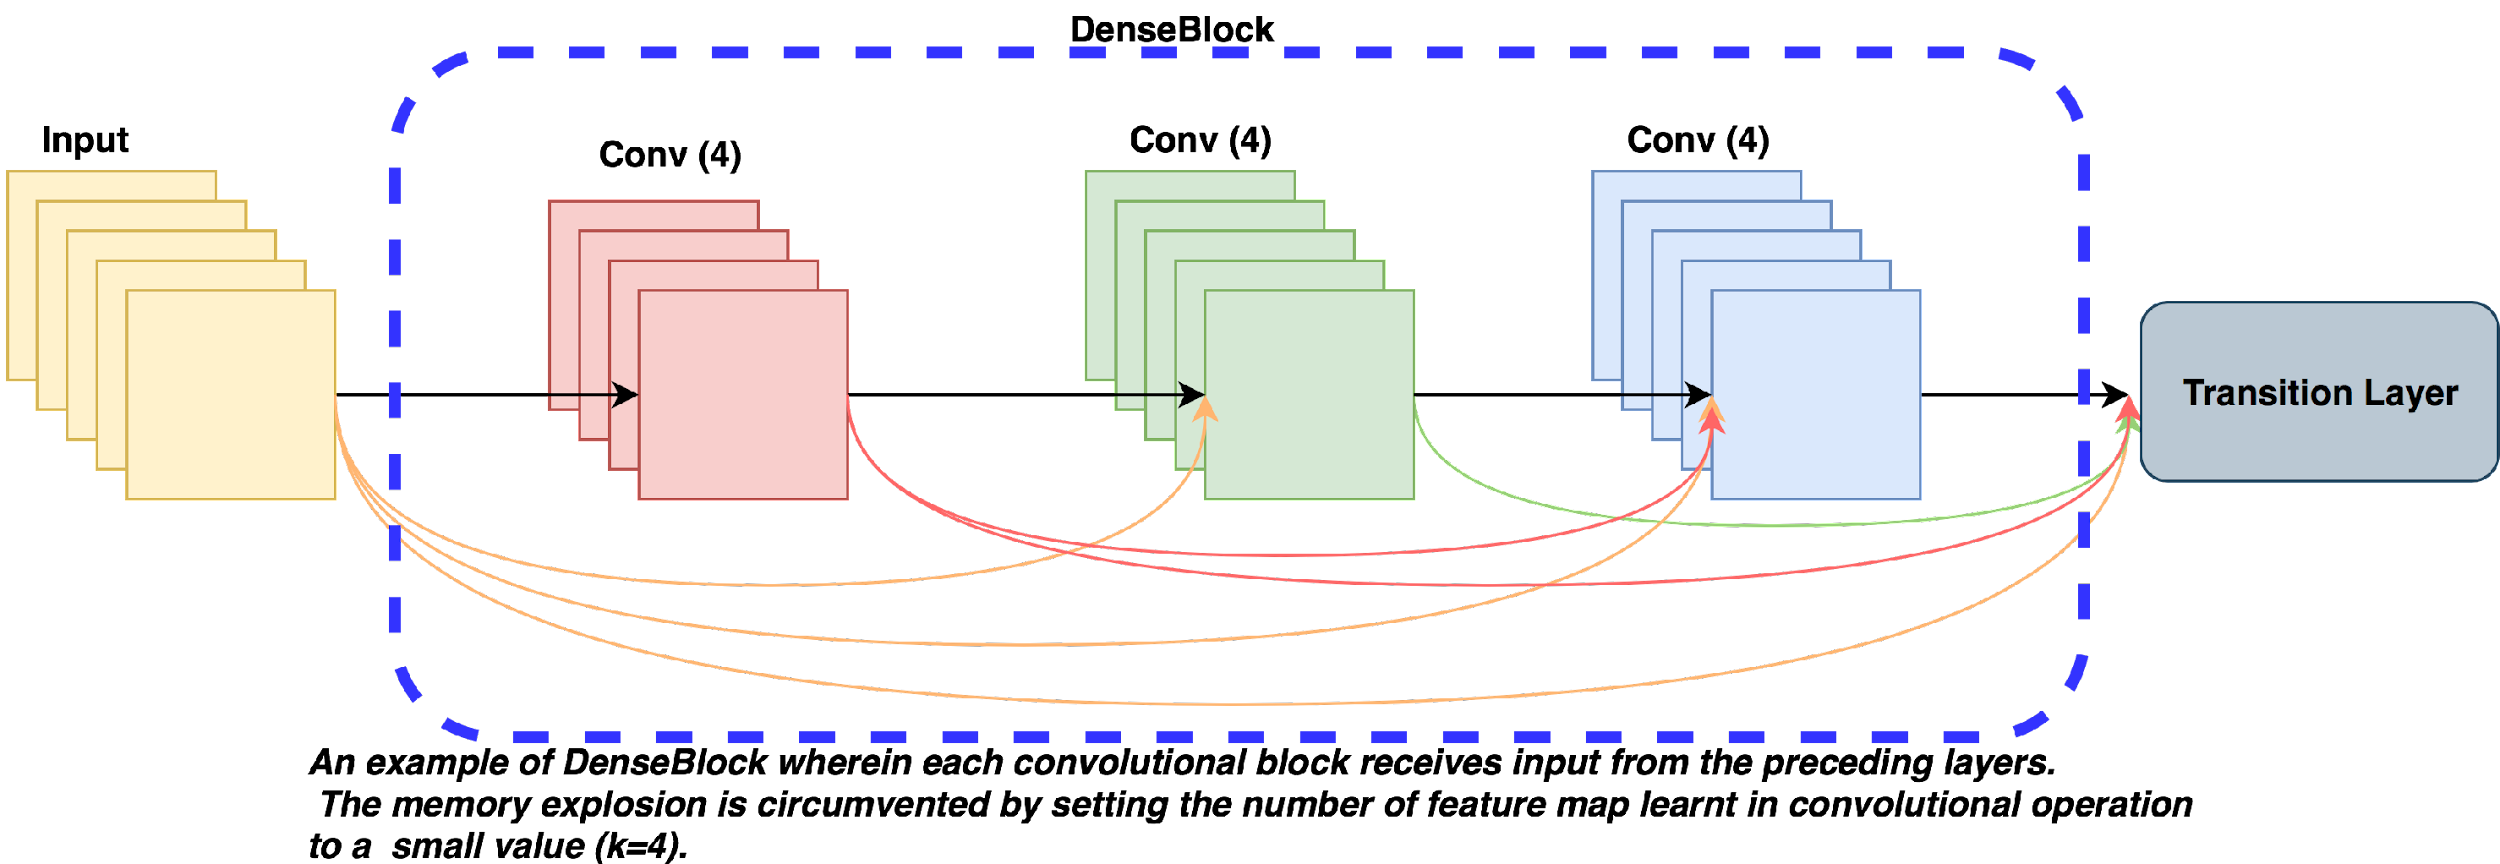 DenseBlock
Input
Conv (4)
Conv (4)
Conv (4)
Transition Layer
An example of DenseBlock wherein each convolutional block receives input from the preceding layers.
The memory explosion is circumvented by setting the number of feature map learnt in convolutional operation
to a small value (k=4).